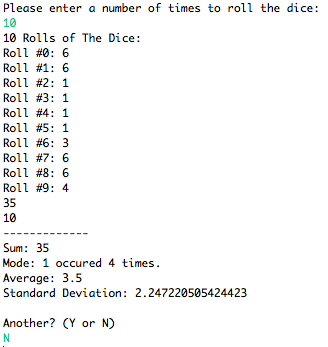 Please enter a number of times to roll the dice:
10
10 Rolls of The Dice:
Roll #0: 6
Roll #1: 6
Roll #2: 1
Roll #3: 1
Roll #4: 1
Roll #5: 1
Roll #6: 3
Roll #7: 6
Roll #8: 6
Roll #9: 4
35
10
-------------
Sum: 35
Mode: 1 occured 4 times.
Average: 3.5
Standard Deviation: 2.247220505424423
Another? (Y or N)
N